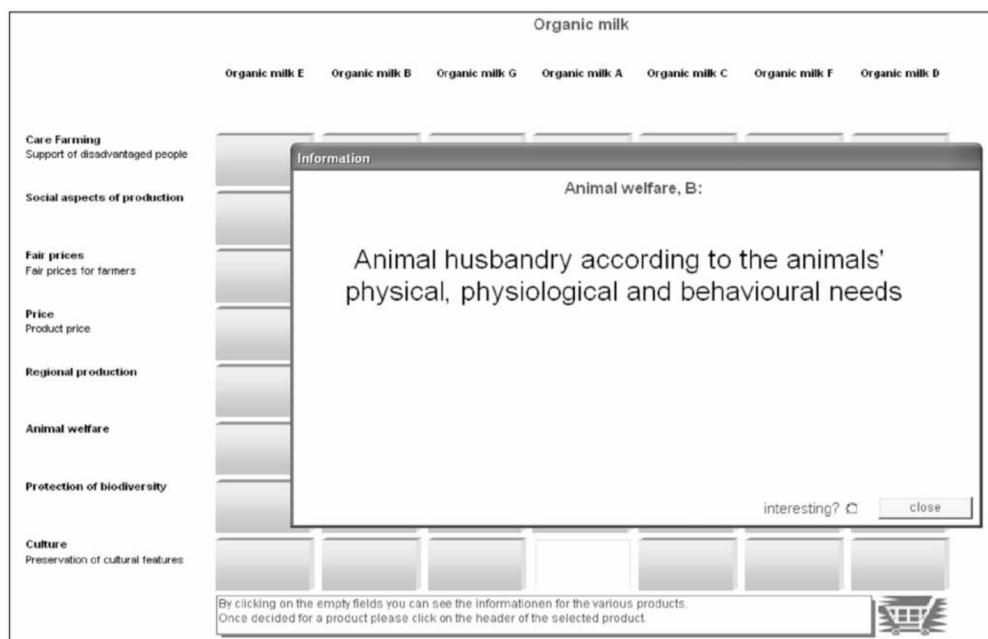 Organic milk
Organic milk E Organic milk B Organic milk G Organic milk A Organic milk C Organic milk F Organic milk D
Care Farming
Support of disadvantaged people
Social aspects of production
Fair prices
Fair prices for farmers
Price
Product price
Regional production
Animal welfare
Protection of biodiversity
Culture
Preservation of cultural features
Information
Animal welfare, B:
Animal husbandry according to the animals'
physical, physiological and behavioural needs
interesting?
close
By clicking on the empty fields you can see the informationen for the various products.
Once decided for a product please click on the header of the selected product.